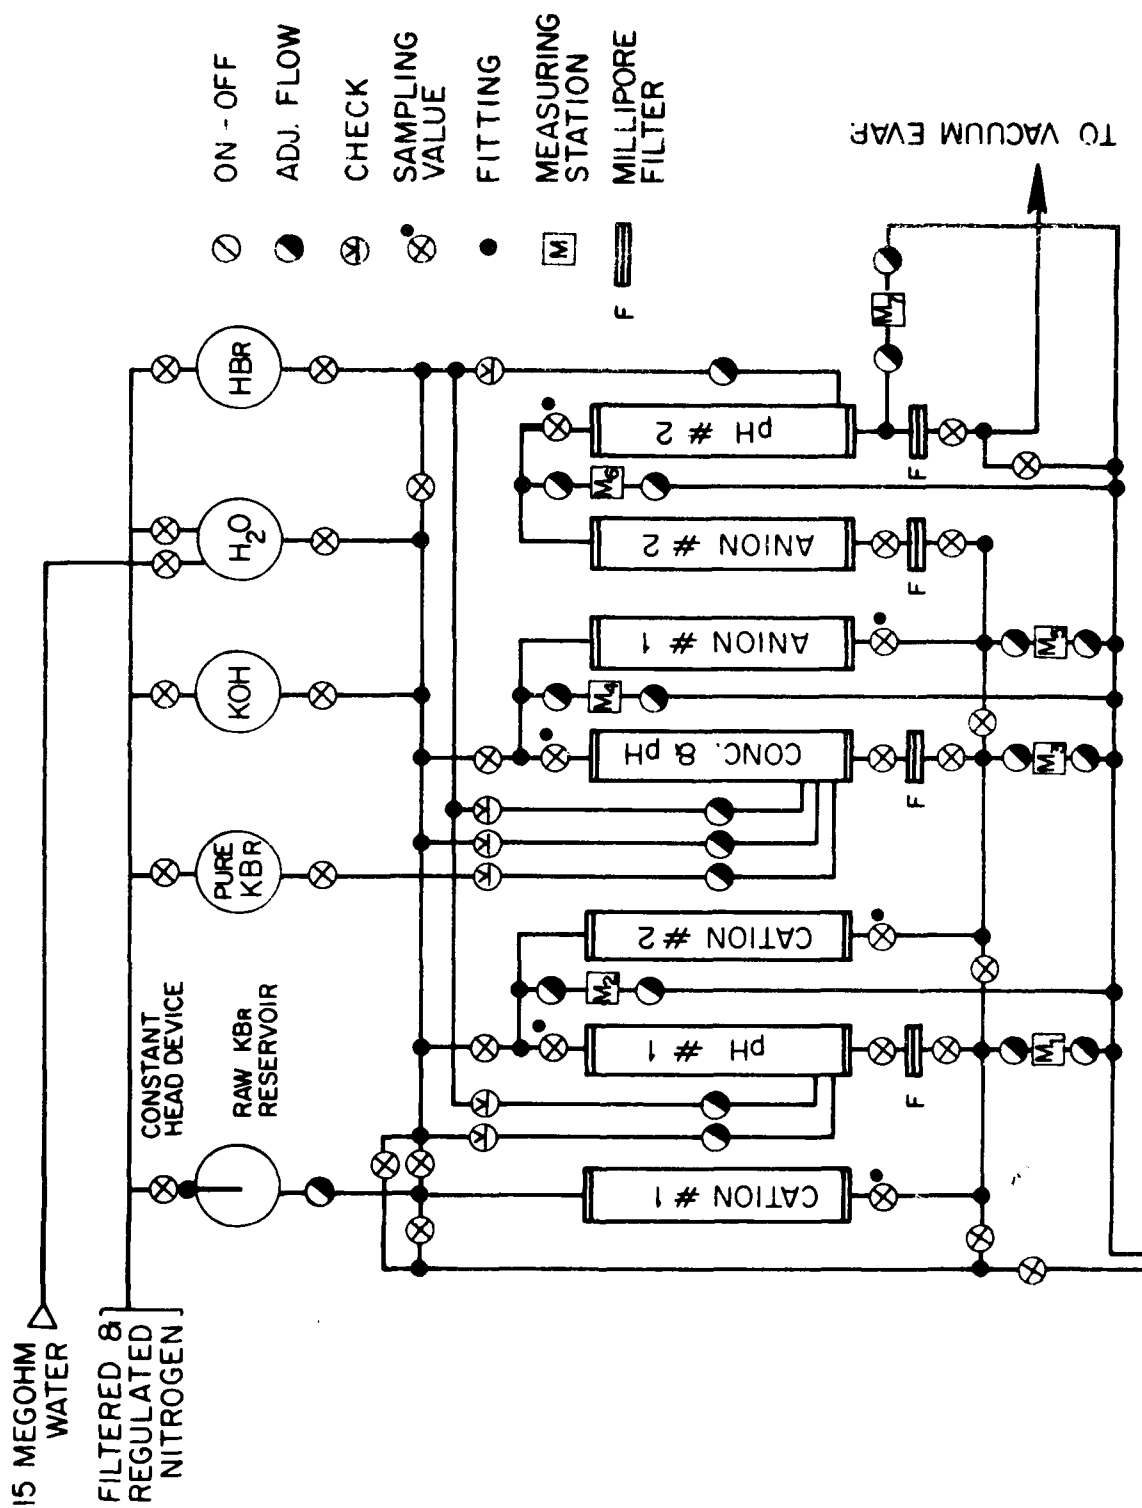 15 MEGOHM
WATER
FILTERED &
REGULATED
NITROGEN
CONSTANT
HEAD DEVICE
RAW KBR
RESERVOIR
PURE
KBR
KOH
H2O
HBR
ON-OFF
ADJ. FLOW
CHECK
SAMPLING
VALUE
FITTING
M
MEASURING
STATION
F
MILLIPORE
FILTER
CATION # 1
pH # 1
CATION # 2
CONC. & pH
ANION # 1
ANION # 2
pH # 2
M1
M2
M3
M4
M5
M6
M7
F
F
F
F
TO VACUUM EVAP.